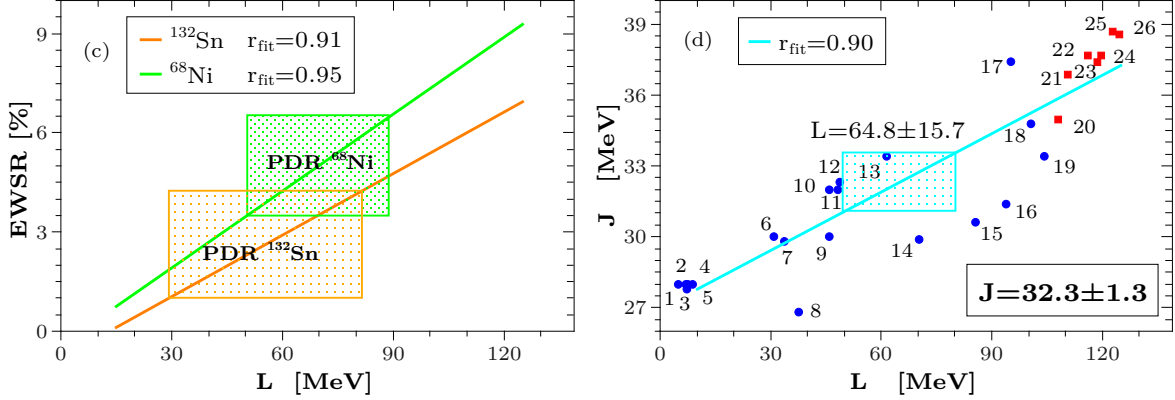 (c)
¹³²Sn r_fit=0.91
⁶⁸Ni r_fit=0.95
PDR ⁶⁸Ni
PDR ¹³²Sn
EWSR [%]
9
6
3
0
0 30 60 90 120
L [MeV]
(d)
r_fit=0.90
L=64.8±15.7
J=32.3±1.3
J [MeV]
39
36
33
30
27
1
2
3
4
5
6
7
8
9
10
11
12
13
14
15
16
17
18
19
20
21
22
23
24
25
26
0 30 60 90 120
L [MeV]